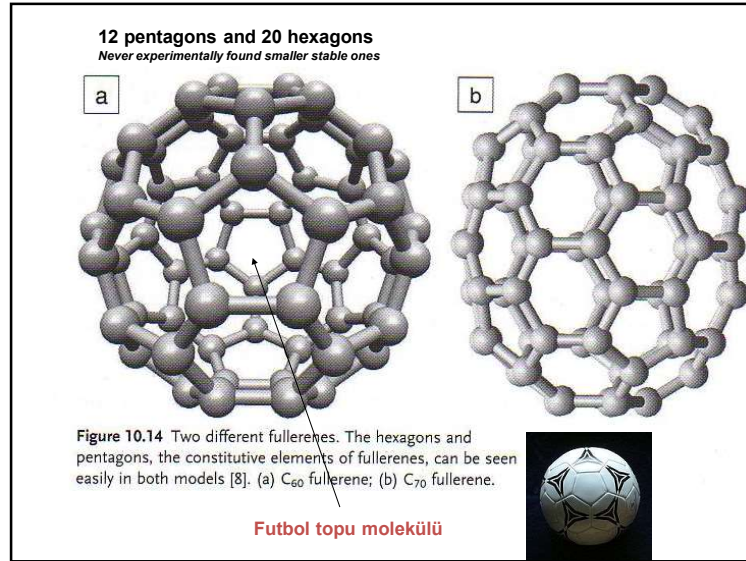 12 pentagons and 20 hexagons
Never experimentally found smaller stable ones
a
b
Figure 10.14 Two different fullerenes. The hexagons and
pentagons, the constitutive elements of fullerenes, can be seen
easily in both models [8]. (a) C₆₀ fullerene; (b) C₇₀ fullerene.
Futbol topu molekülü